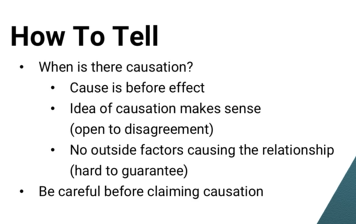 How To Tell
• When is there causation?
• Cause is before effect
• Idea of causation makes sense
(open to disagreement)
• No outside factors causing the relationship
(hard to guarantee)
• Be careful before claiming causation